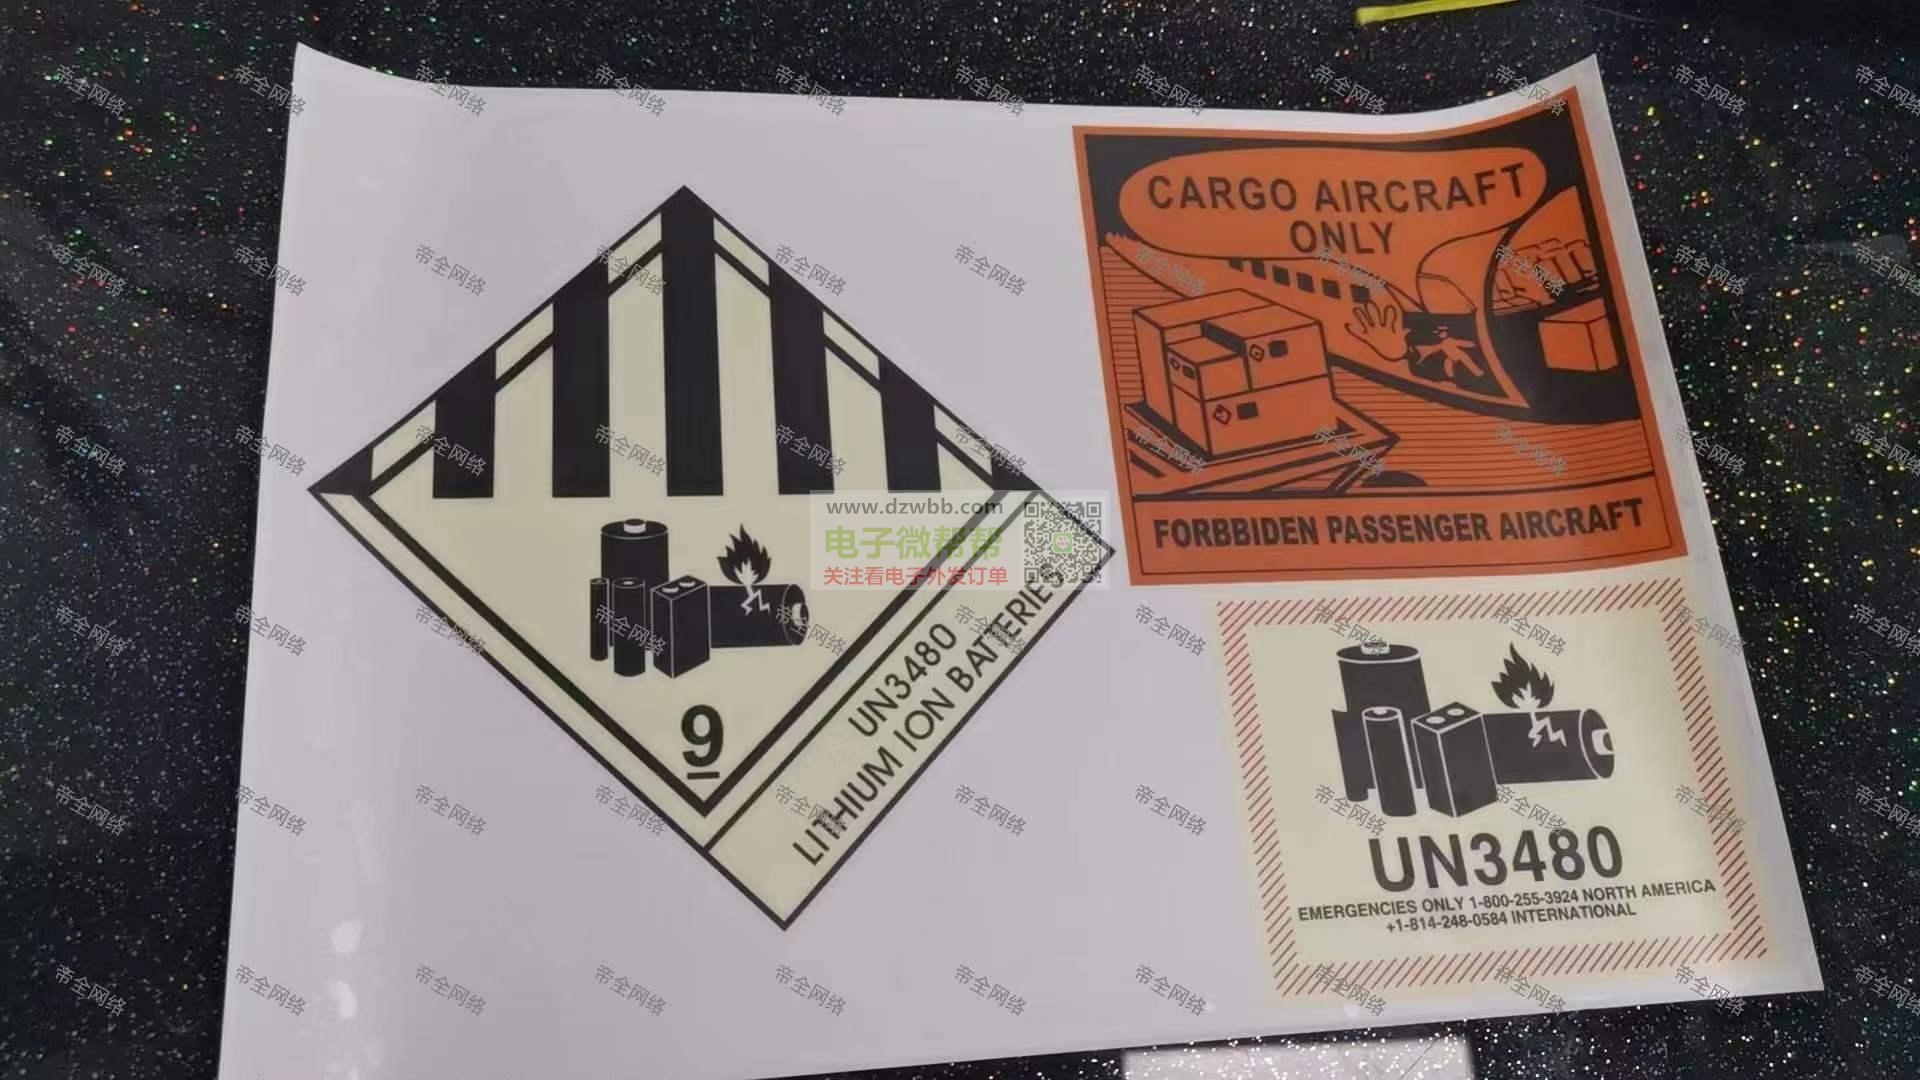 CARGO AIRCRAFT
ONLY
FORBBIDEN PASSENGER AIRCRAFT
www.dzwbb.com
电子微帮帮
关注看电子外发订单
9
UN3480
LITHIUM ION BATTERIES
UN3480
EMERGENCIES ONLY 1-800-255-3924 NORTH AMERICA
+1-814-248-0584 INTERNATIONAL
帝全网络